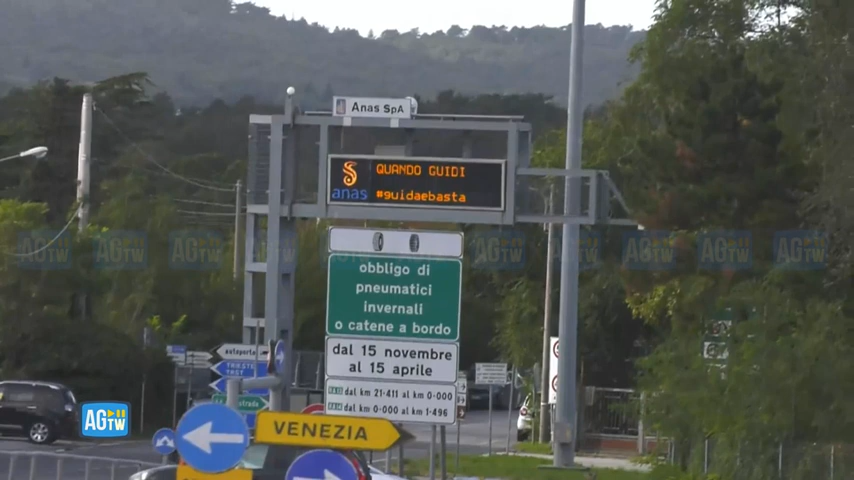 Anas SpA
QUANDO GUIDI
anas #guidaebasta
obbligo di
pneumatici
invernali
o catene a bordo
dal 15 novembre
al 15 aprile
dal km 21-411 al km 0-000
dal km 0-000 al km 1-496
autoporto
TRIESTE
VENEZIA
AGTW